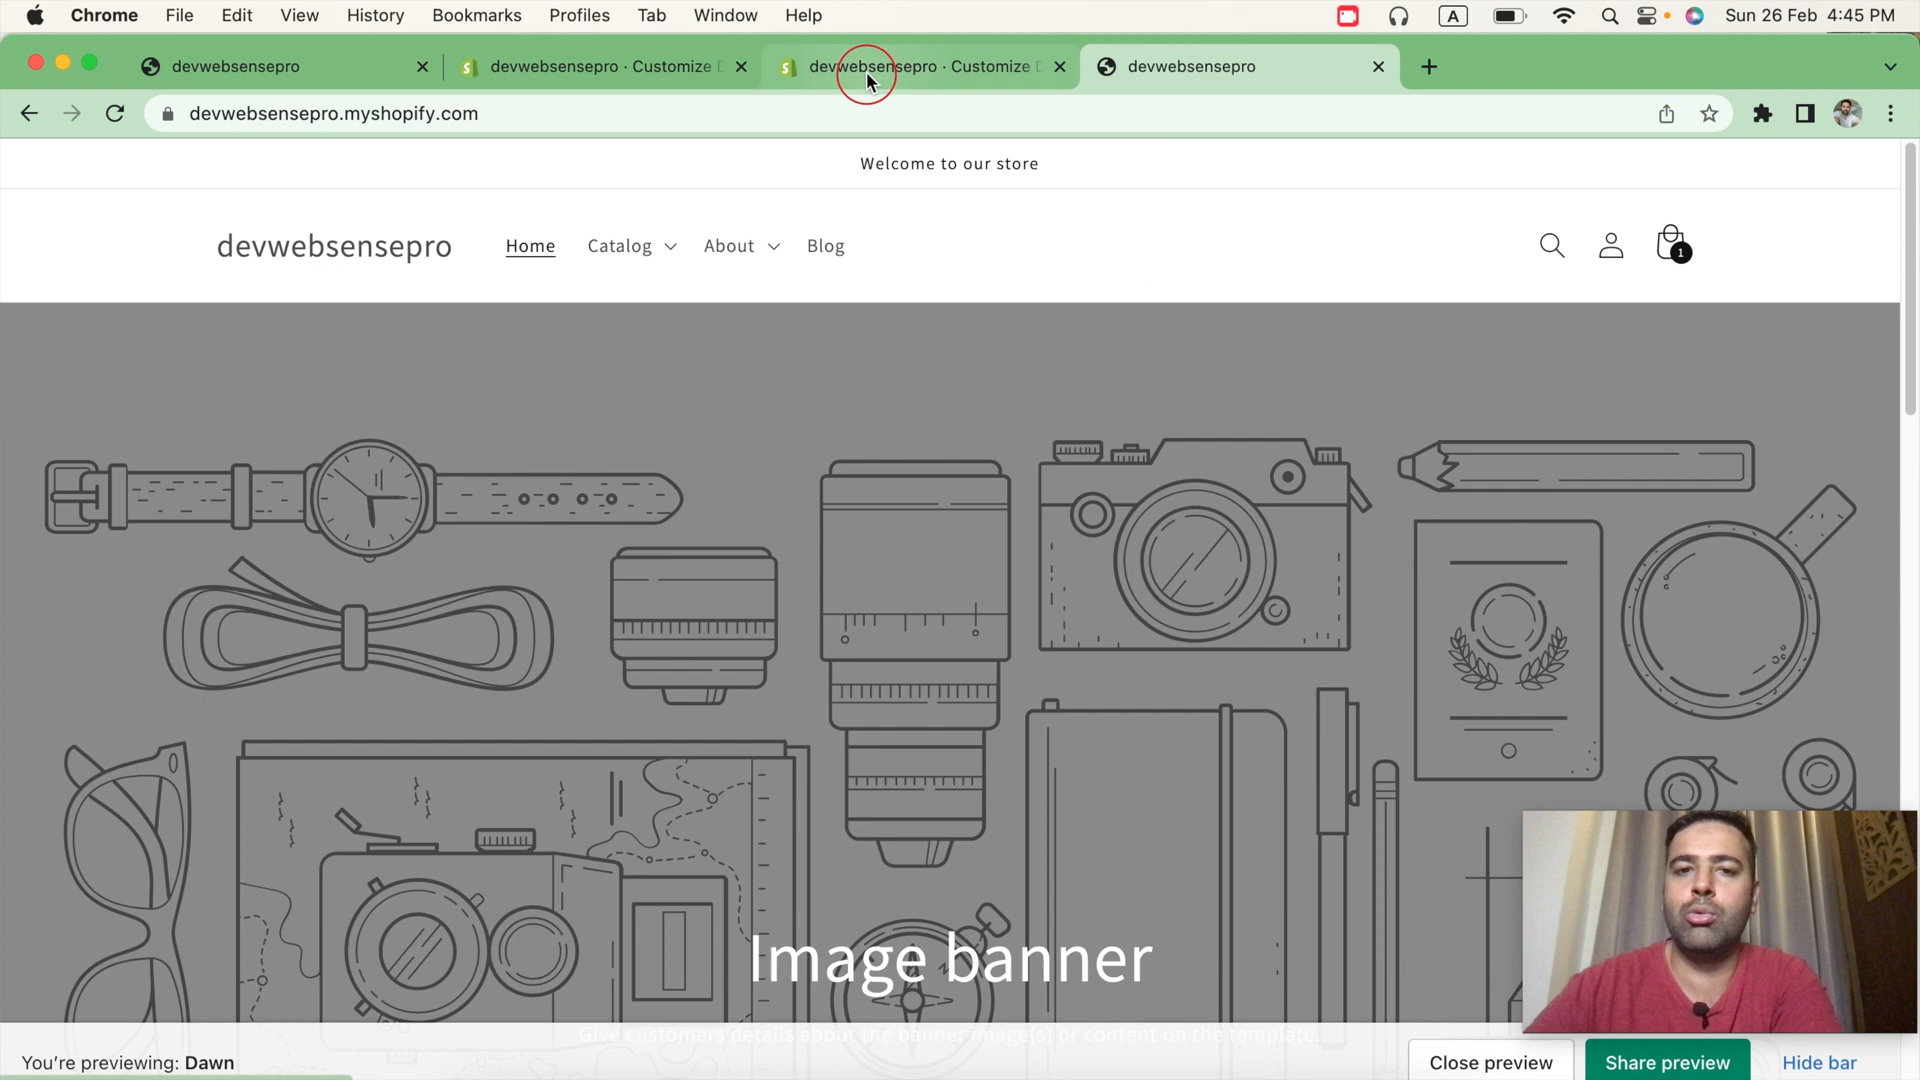 Chrome File Edit View History Bookmarks Profiles Tab Window Help A Sun 26 Feb 4:45 PM
devwebsensepro devwebsensepro · Customize D devwebsensepro · Customize D devwebsensepro
devwebsensepro.myshopify.com
Welcome to our store
devwebsensepro Home Catalog About Blog 1
Image banner
Give customers details about the banner image(s) or content on the template.
You're previewing: Dawn Close preview Share preview Hide bar